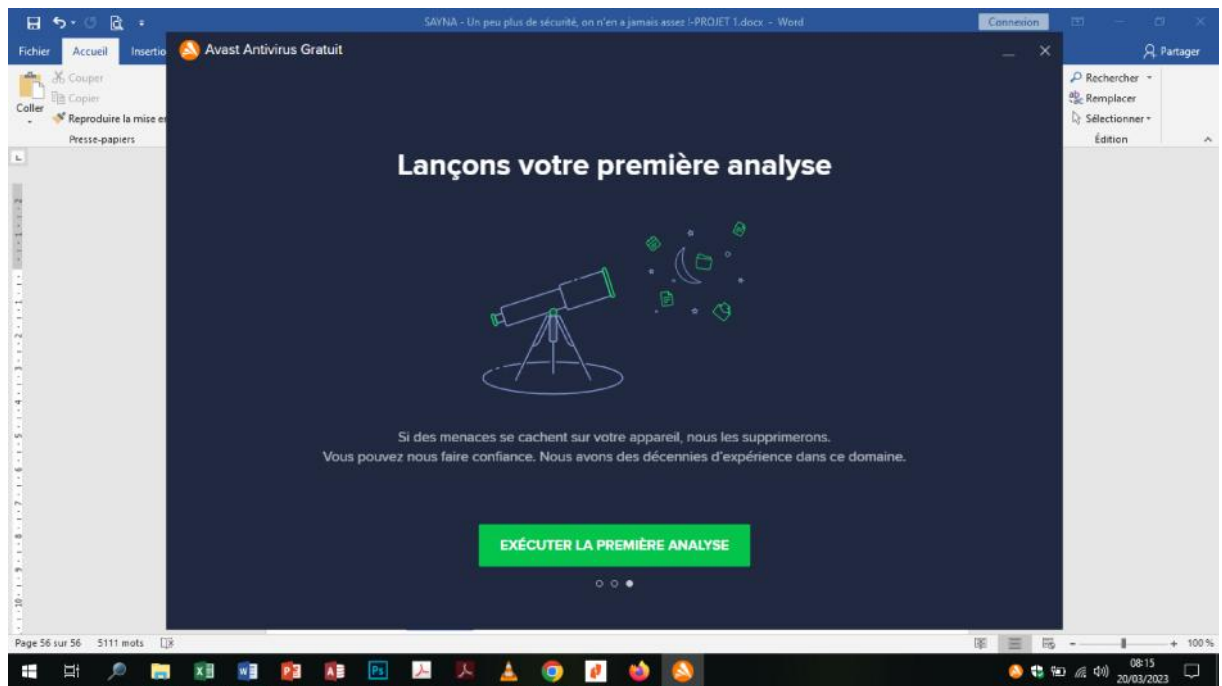 SAYNA - Un peu plus de sécurité, on n'en a jamais assez !-PROJET 1.docx - Word
Connexion
Fichier
Accueil
Insertio
Partager
Avast Antivirus Gratuit
Coller
Couper
Copier
Reproduire la mise e
Presse-papiers
Rechercher
Remplacer
Sélectionner
Édition
Lançons votre première analyse
Si des menaces se cachent sur votre appareil, nous les supprimerons.
Vous pouvez nous faire confiance. Nous avons des décennies d'expérience dans ce domaine.
EXÉCUTER LA PREMIÈRE ANALYSE
Page 56 sur 56 5111 mots
100 %
08:15
20/03/2023